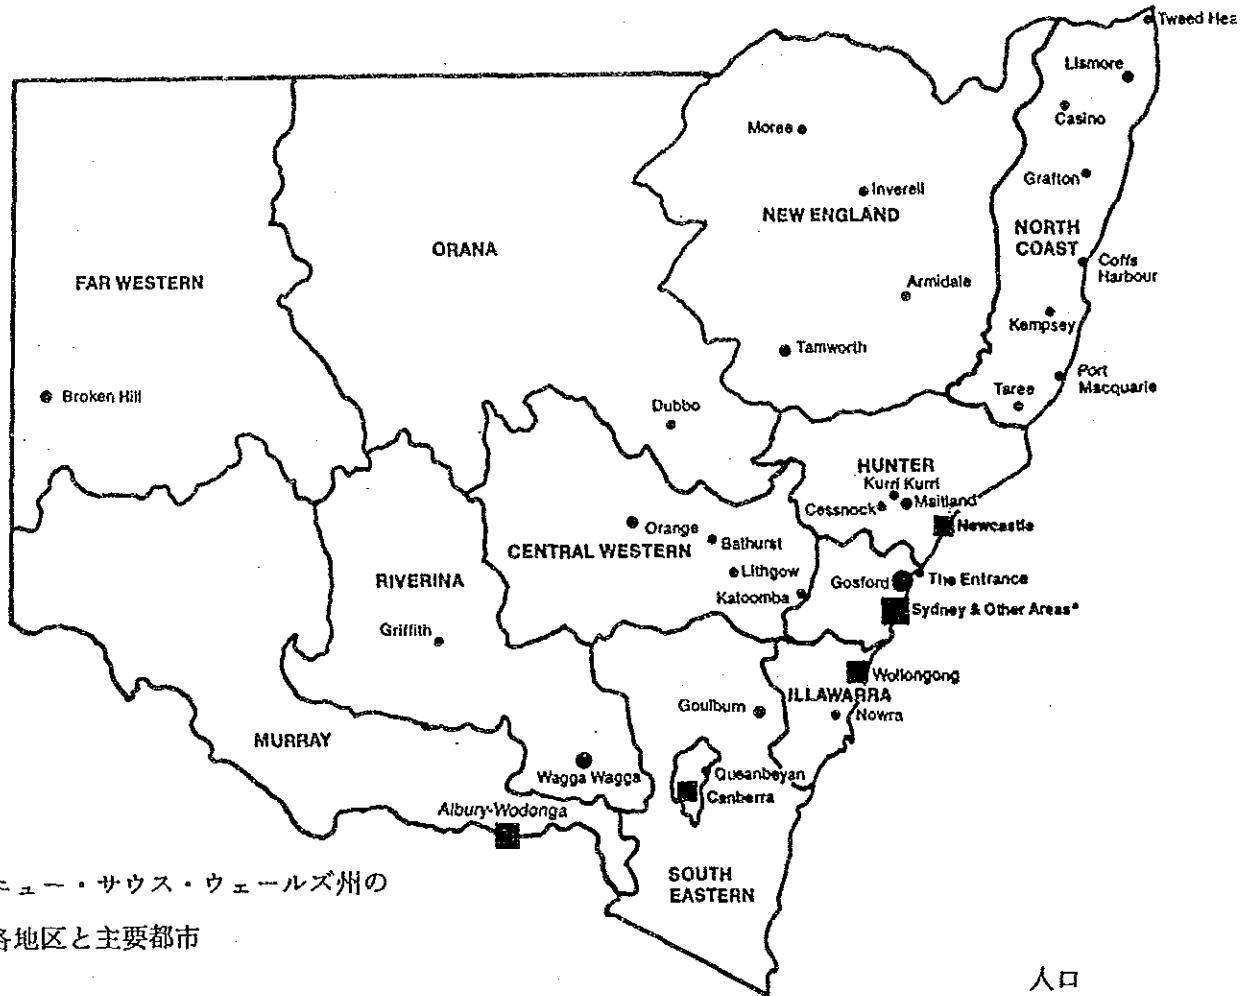 Tweed Hea
Lismore
Casino
Moree
Grafton
Inverell
NEW ENGLAND
NORTH
COAST
ORANA
Coffs
Harbour
FAR WESTERN
Armidale
Kempsey
Tamworth
Port
Macquarie
Taree
Broken Hill
Dubbo
HUNTER
Kurri Kurri
Maitland
Cessnock
Newcastle
Orange
CENTRAL WESTERN
Bathurst
Lithgow
Katoomba
Gosford
The Entrance
Sydney & Other Areas*
RIVERINA
Griffith
Wollongong
ILLAWARRA
Nowra
Goulburn
MURRAY
Wagga Wagga
Queanbeyan
Canberra
Albury-Wodonga
SOUTH
EASTERN
ニュー・サウス・ウェールズ州の
各地区と主要都市
人口